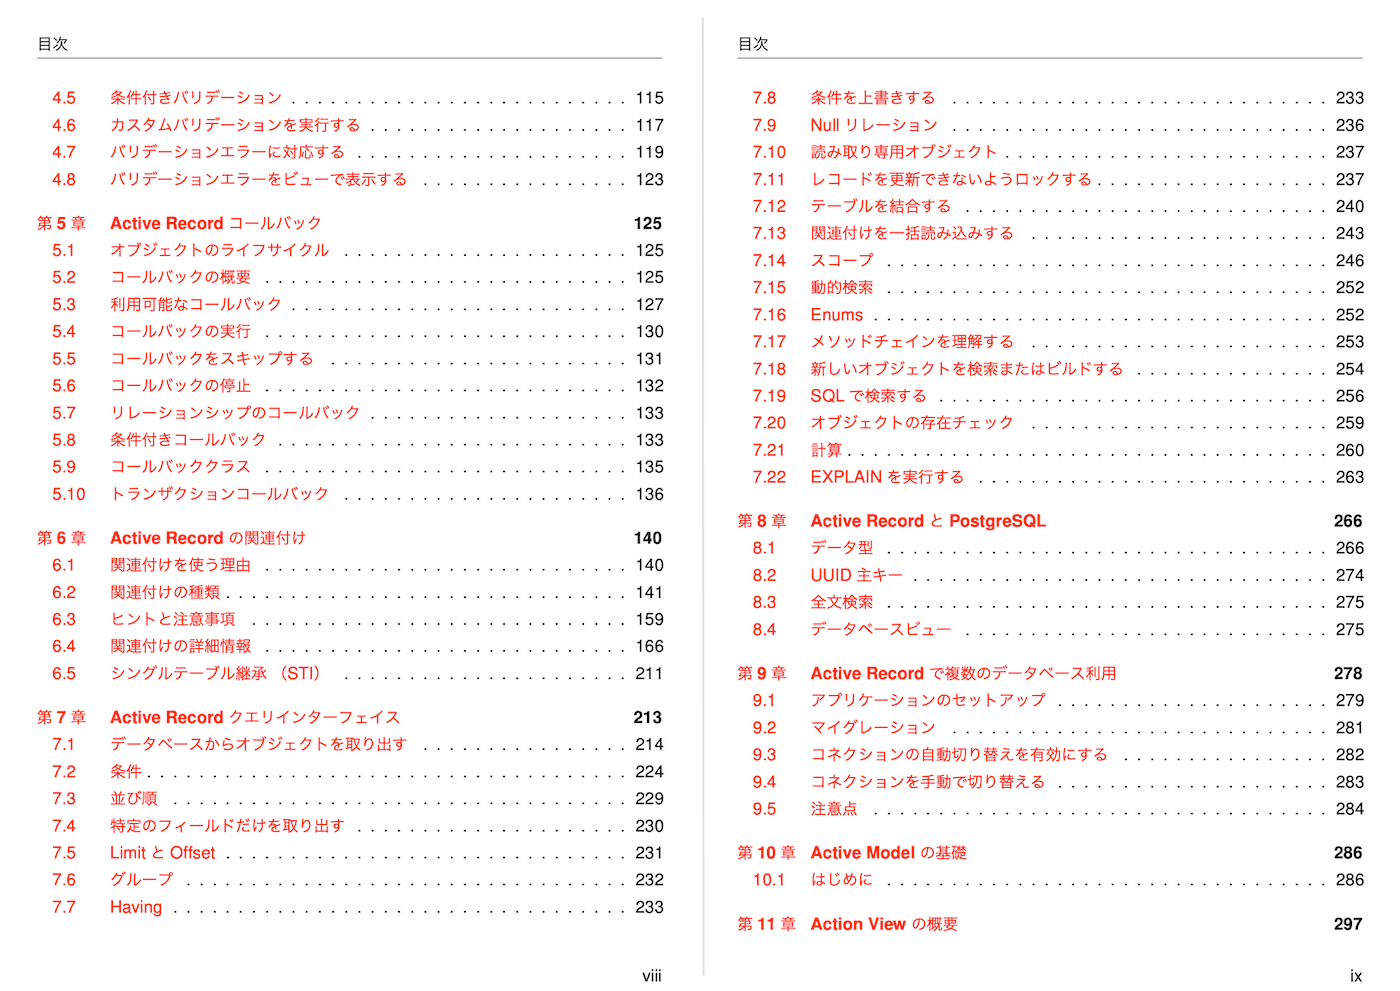 目次
4.5 条件付きバリデーション 115
4.6 カスタムバリデーションを実行する 117
4.7 バリデーションエラーに対応する 119
4.8 バリデーションエラーをビューで表示する 123
第 5 章 Active Record コールバック 125
5.1 オブジェクトのライフサイクル 125
5.2 コールバックの概要 125
5.3 利用可能なコールバック 127
5.4 コールバックの実行 130
5.5 コールバックをスキップする 131
5.6 コールバックの停止 132
5.7 リレーションシップのコールバック 133
5.8 条件付きコールバック 133
5.9 コールバッククラス 135
5.10 トランザクションコールバック 136
第 6 章 Active Record の関連付け 140
6.1 関連付けを使う理由 140
6.2 関連付けの種類 141
6.3 ヒントと注意事項 159
6.4 関連付けの詳細情報 166
6.5 シングルテーブル継承 (STI) 211
第 7 章 Active Record クエリインターフェイス 213
7.1 データベースからオブジェクトを取り出す 214
7.2 条件 224
7.3 並び順 229
7.4 特定のフィールドだけを取り出す 230
7.5 Limit と Offset 231
7.6 グループ 232
7.7 Having 233
viii
目次
7.8 条件を上書きする 233
7.9 Null リレーション 236
7.10 読み取り専用オブジェクト 237
7.11 レコードを更新できないようロックする 237
7.12 テーブルを結合する 240
7.13 関連付けを一括読み込みする 243
7.14 スコープ 246
7.15 動的検索 252
7.16 Enums 252
7.17 メソッドチェインを理解する 253
7.18 新しいオブジェクトを検索またはビルドする 254
7.19 SQL で検索する 256
7.20 オブジェクトの存在チェック 259
7.21 計算 260
7.22 EXPLAIN を実行する 263
第 8 章 Active Record と PostgreSQL 266
8.1 データ型 266
8.2 UUID 主キー 274
8.3 全文検索 275
8.4 データベースビュー 275
第 9 章 Active Record で複数のデータベース利用 278
9.1 アプリケーションのセットアップ 279
9.2 マイグレーション 281
9.3 コネクションの自動切り替えを有効にする 282
9.4 コネクションを手動で切り替える 283
9.5 注意点 284
第 10 章 Active Model の基礎 286
10.1 はじめに 286
第 11 章 Action View の概要 297
ix